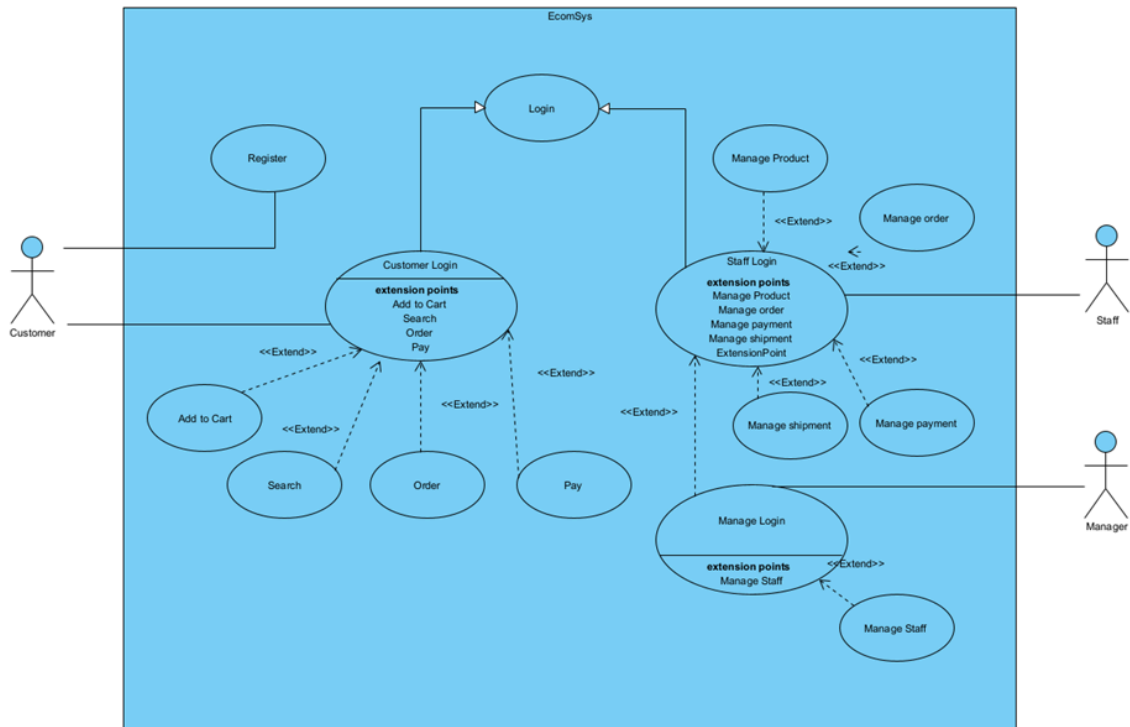 EcomSys
Login
Register
Manage Product
<<Extend>>
Manage order
<<Extend>>
Customer Login
extension points
Add to Cart
Search
Order
Pay
Staff Login
extension points
Manage Product
Manage order
Manage payment
Manage shipment
ExtensionPoint
Customer
Staff
<<Extend>>
<<Extend>>
<<Extend>>
<<Extend>>
<<Extend>>
<<Extend>>
<<Extend>>
Add to Cart
Search
Order
Pay
Manage shipment
Manage payment
Manage Login
extension points
Manage Staff
<<Extend>>
Manage Staff
Manager